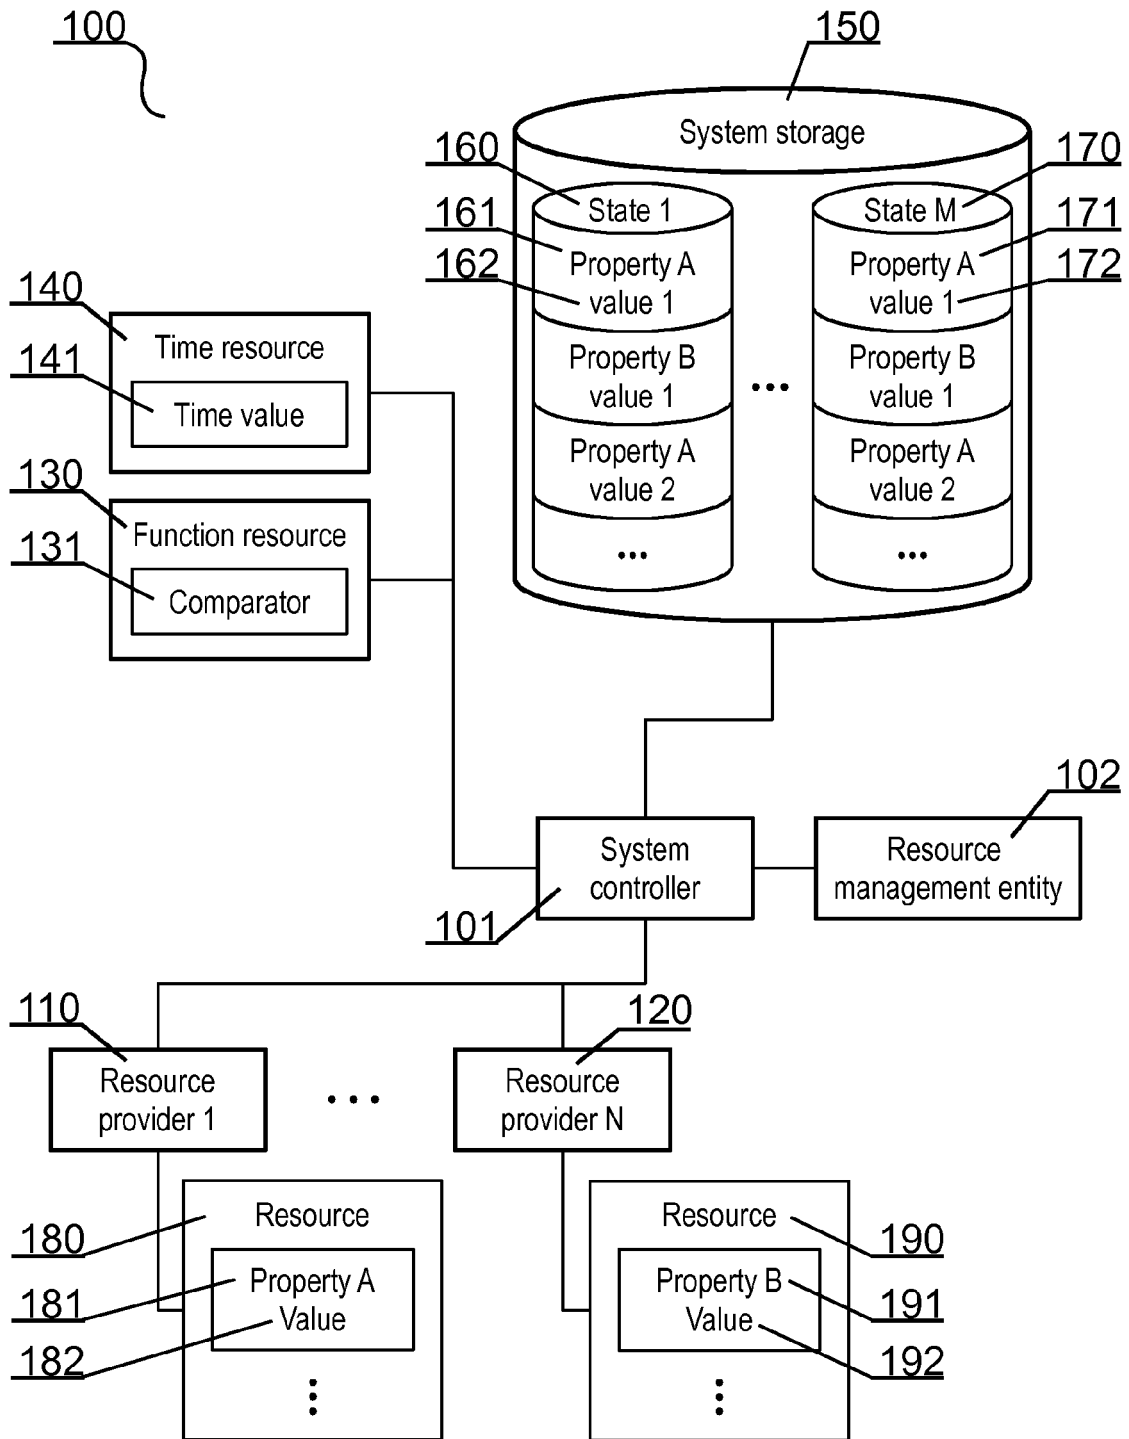 100
150
System storage
160
170
State 1
State M
161
171
Property A
value 1
Property A
value 1
162
172
140
Time resource
141
Time value
Property B
value 1
...
Property B
value 1
Property A
value 2
Property A
value 2
130
Function resource
131
Comparator
...
...
102
System
controller
Resource
management entity
101
110
120
Resource
provider 1
...
Resource
provider N
180
Resource
Resource
190
181
Property A
Value
Property B
Value
191
182
192